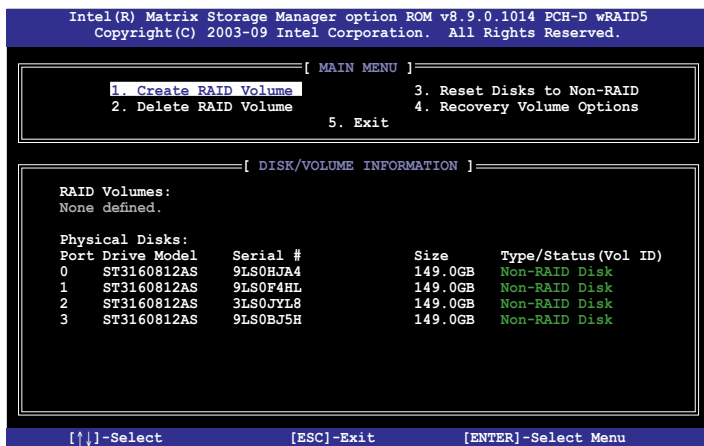 Intel(R) Matrix Storage Manager option ROM v8.9.0.1014 PCH-D wRAID5
Copyright(C) 2003-09 Intel Corporation. All Rights Reserved.
[ MAIN MENU ]
1. Create RAID Volume 3. Reset Disks to Non-RAID
2. Delete RAID Volume 4. Recovery Volume Options
5. Exit
[ DISK/VOLUME INFORMATION ]
RAID Volumes:
None defined.
Physical Disks:
Port Drive Model Serial # Size Type/Status(Vol ID)
0 ST3160812AS 9LS0HJA4 149.0GB Non-RAID Disk
1 ST3160812AS 9LS0F4HL 149.0GB Non-RAID Disk
2 ST3160812AS 3LS0JYL8 149.0GB Non-RAID Disk
3 ST3160812AS 9LS0BJ5H 149.0GB Non-RAID Disk
[↑↓]-Select [ESC]-Exit [ENTER]-Select Menu